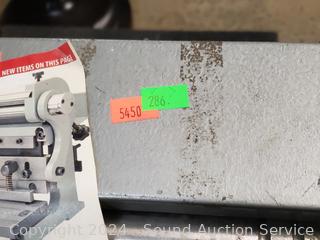 NEW ITEMS ON THIS PAGE
286.
5450
Copyright 2024 - Sound Auction Service